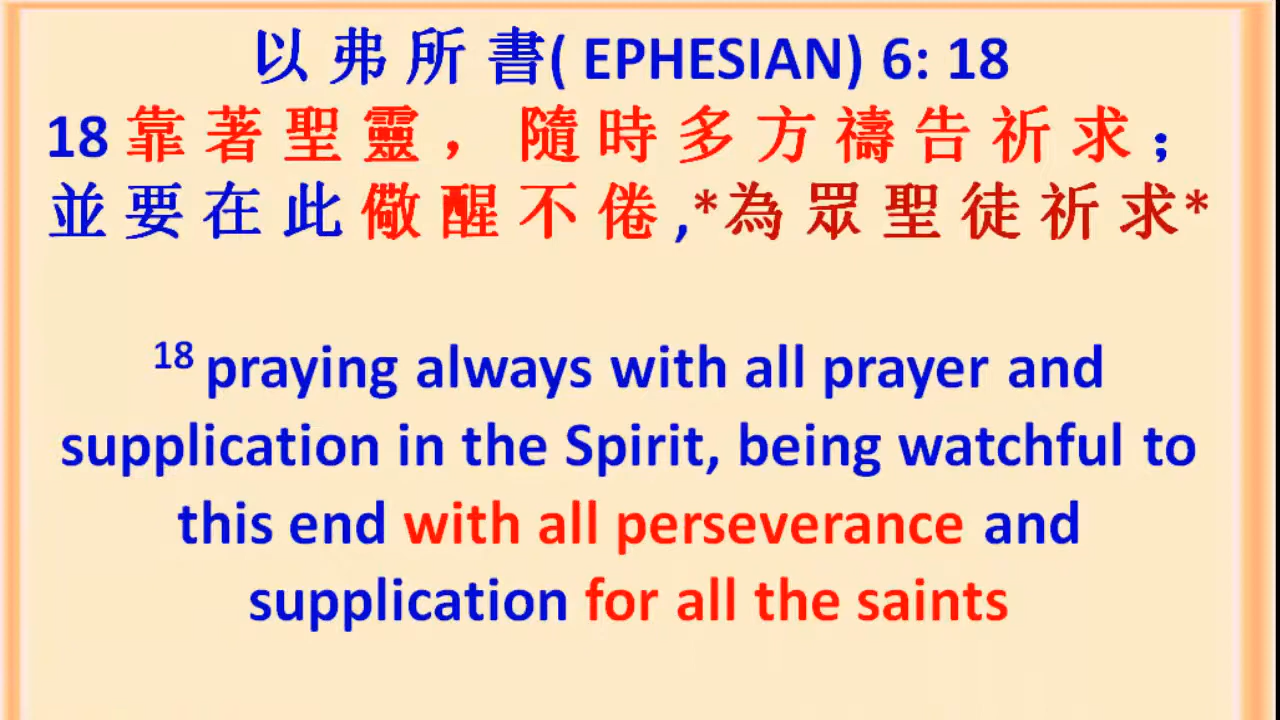 以弗所書( EPHESIAN) 6: 18
18 靠著聖靈，隨時多方禱告祈求；
並要在此儆醒不倦,*為眾聖徒祈求*
18 praying always with all prayer and
supplication in the Spirit, being watchful to
this end with all perseverance and
supplication for all the saints